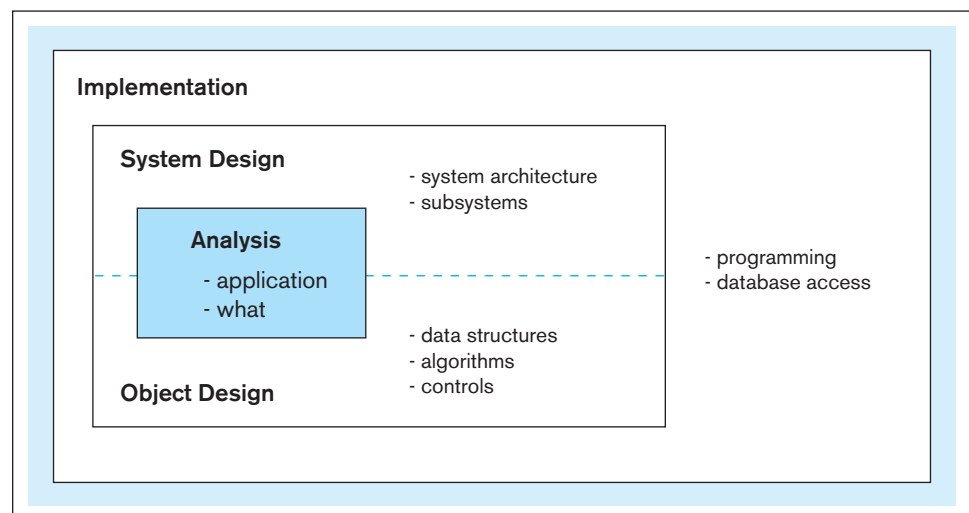 Implementation
System Design
- system architecture
- subsystems
Analysis
- application
- what
- programming
- database access
- data structures
- algorithms
- controls
Object Design